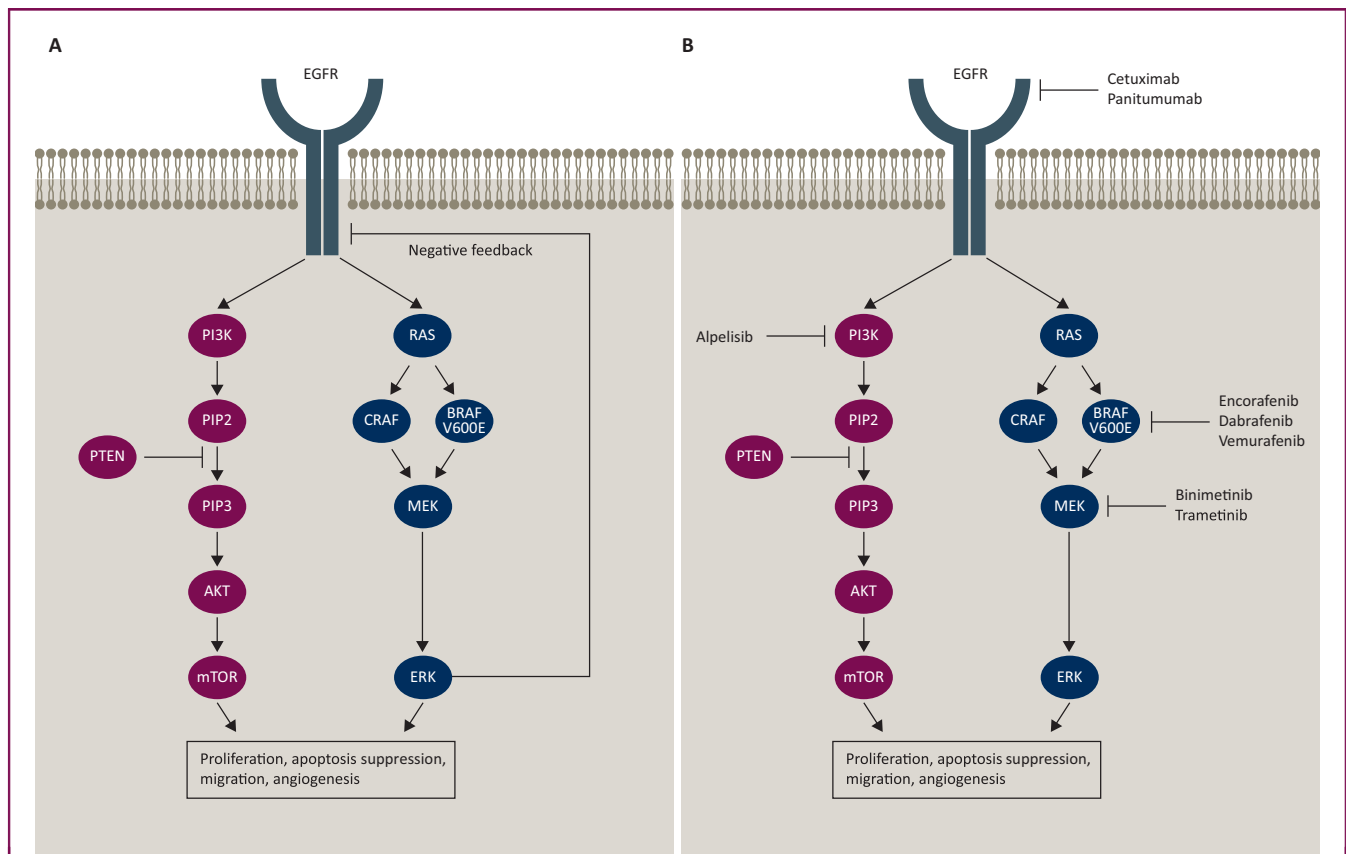 A
EGFR
Negative feedback
PI3K
RAS
PIP2
CRAF
BRAF
V600E
PTEN
PIP3
MEK
AKT
mTOR
ERK
Proliferation, apoptosis suppression,
migration, angiogenesis
B
EGFR
Cetuximab
Panitumumab
Alpelisib
PI3K
RAS
PIP2
CRAF
BRAF
V600E
Encorafenib
Dabrafenib
Vemurafenib
PTEN
PIP3
MEK
Binimetinib
Trametinib
AKT
mTOR
ERK
Proliferation, apoptosis suppression,
migration, angiogenesis